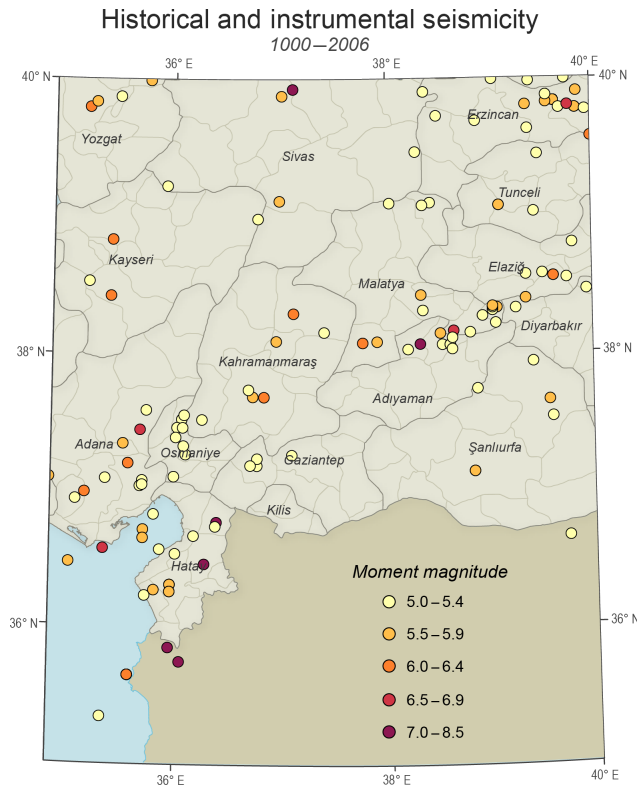 Historical and instrumental seismicity
1000–2006
36° E
38° E
40° E
40° N
40° N
Erzincan
Yozgat
Sivas
Tunceli
Kayseri
Elaziğ
Malatya
Diyarbakır
38° N
38° N
Kahramanmaraş
Adıyaman
Adana
Osmaniye
Gaziantep
Şanlıurfa
Kilis
Hatay
Moment magnitude
5.0–5.4
5.5–5.9
6.0–6.4
6.5–6.9
7.0–8.5
36° N
36° N
36° E
38° E
40° E